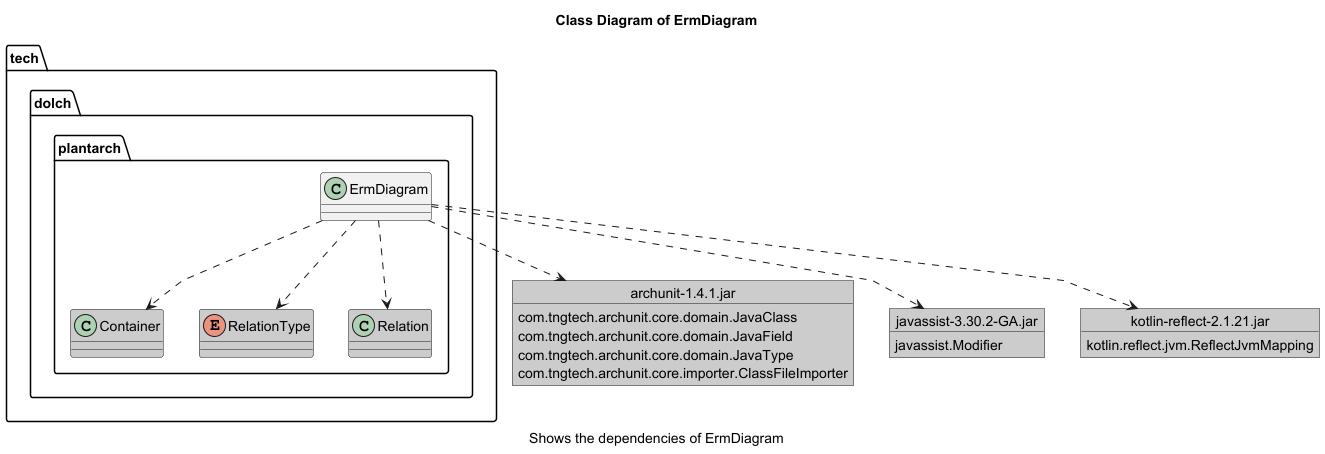 Class Diagram of ErmDiagram
tech
dolch
plantarch
C ErmDiagram
C Container
E RelationType
C Relation
archunit-1.4.1.jar
com.tngtech.archunit.core.domain.JavaClass
com.tngtech.archunit.core.domain.JavaField
com.tngtech.archunit.core.domain.JavaType
com.tngtech.archunit.core.importer.ClassFileImporter
javassist-3.30.2-GA.jar
javassist.Modifier
kotlin-reflect-2.1.21.jar
kotlin.reflect.jvm.ReflectJvmMapping
Shows the dependencies of ErmDiagram